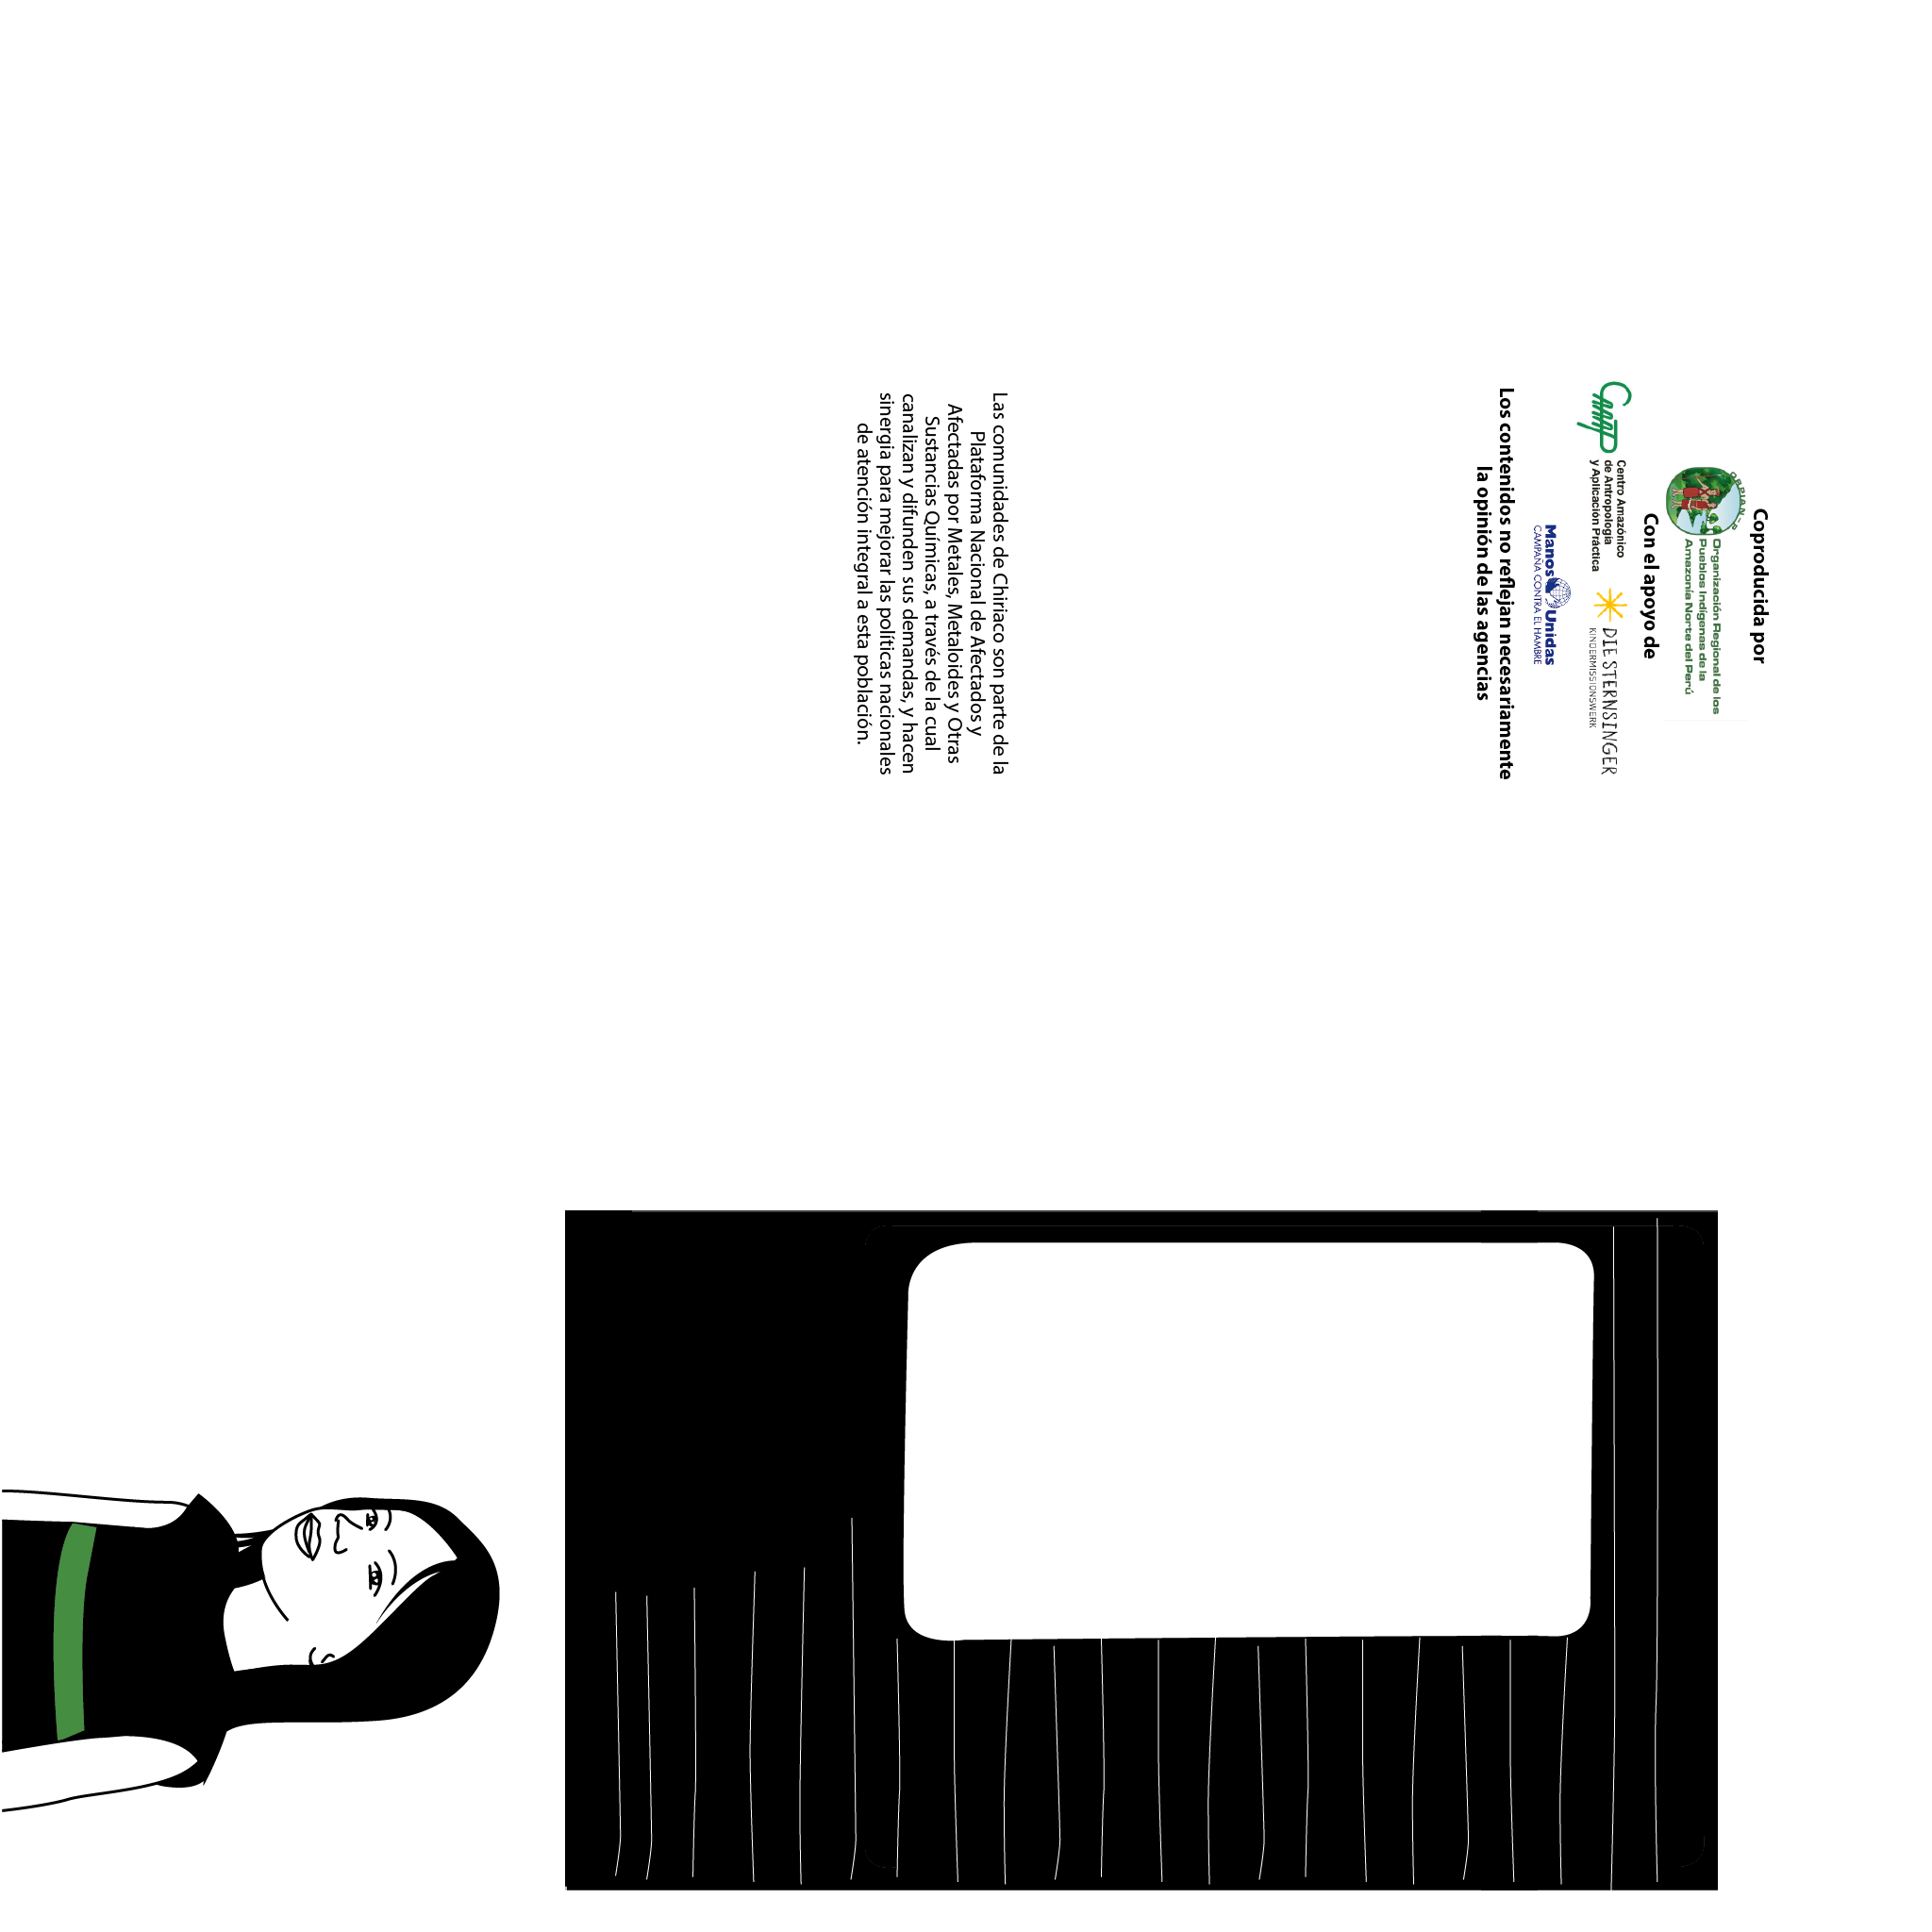 Coproducida por
ORPIAN-P
Organización Regional de los
Pueblos Indígenas de la
Amazonía Norte del Perú
Con el apoyo de
Caaap
Centro Amazónico
de Antropología
y Aplicación Práctica
DIE STERNSINGER
KINDERMISSIONSWERK
Manos Unidas
CAMPAÑA CONTRA EL HAMBRE
Los contenidos no reflejan necesariamente
la opinión de las agencias
Las comunidades de Chiriaco son parte de la
Plataforma Nacional de Afectados y
Afectadas por Metales, Metaloides y Otras
Sustancias Químicas, a través de la cual
canalizan y difunden sus demandas, y hacen
sinergia para mejorar las políticas nacionales
de atención integral a esta población.